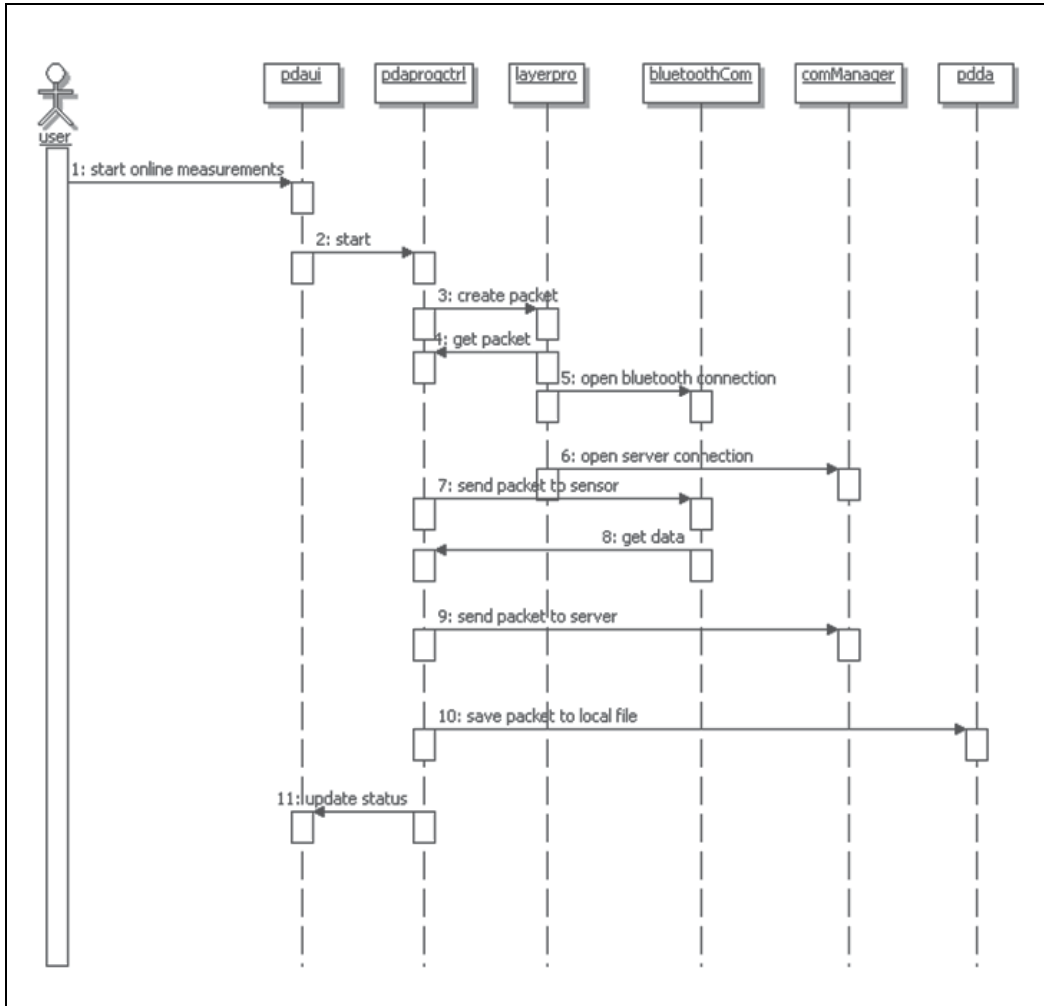 pdaui
pdaprogctrl
layerpro
bluetoothCom
comManager
pdda
user
1: start online measurements
2: start
3: create packet
4: get packet
5: open bluetooth connection
6: open server connection
7: send packet to sensor
8: get data
9: send packet to server
10: save packet to local file
11: update status